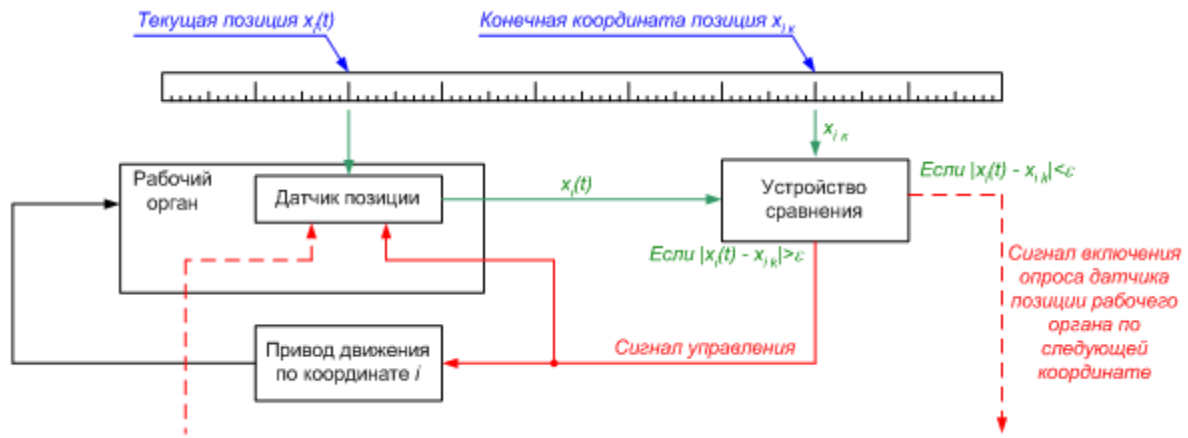 Текущая позиция xi(t)
Конечная координата позиция xi к
xi к
Рабочий
орган
Датчик позиции
xi(t)
Устройство
сравнения
Если |xi(t) - xi k|<ε
Если |xi(t) - xi k|>ε
Сигнал включения
опроса датчика
позиции рабочего
органа по
следующей
координате
Привод движения
по координате i
Сигнал управления